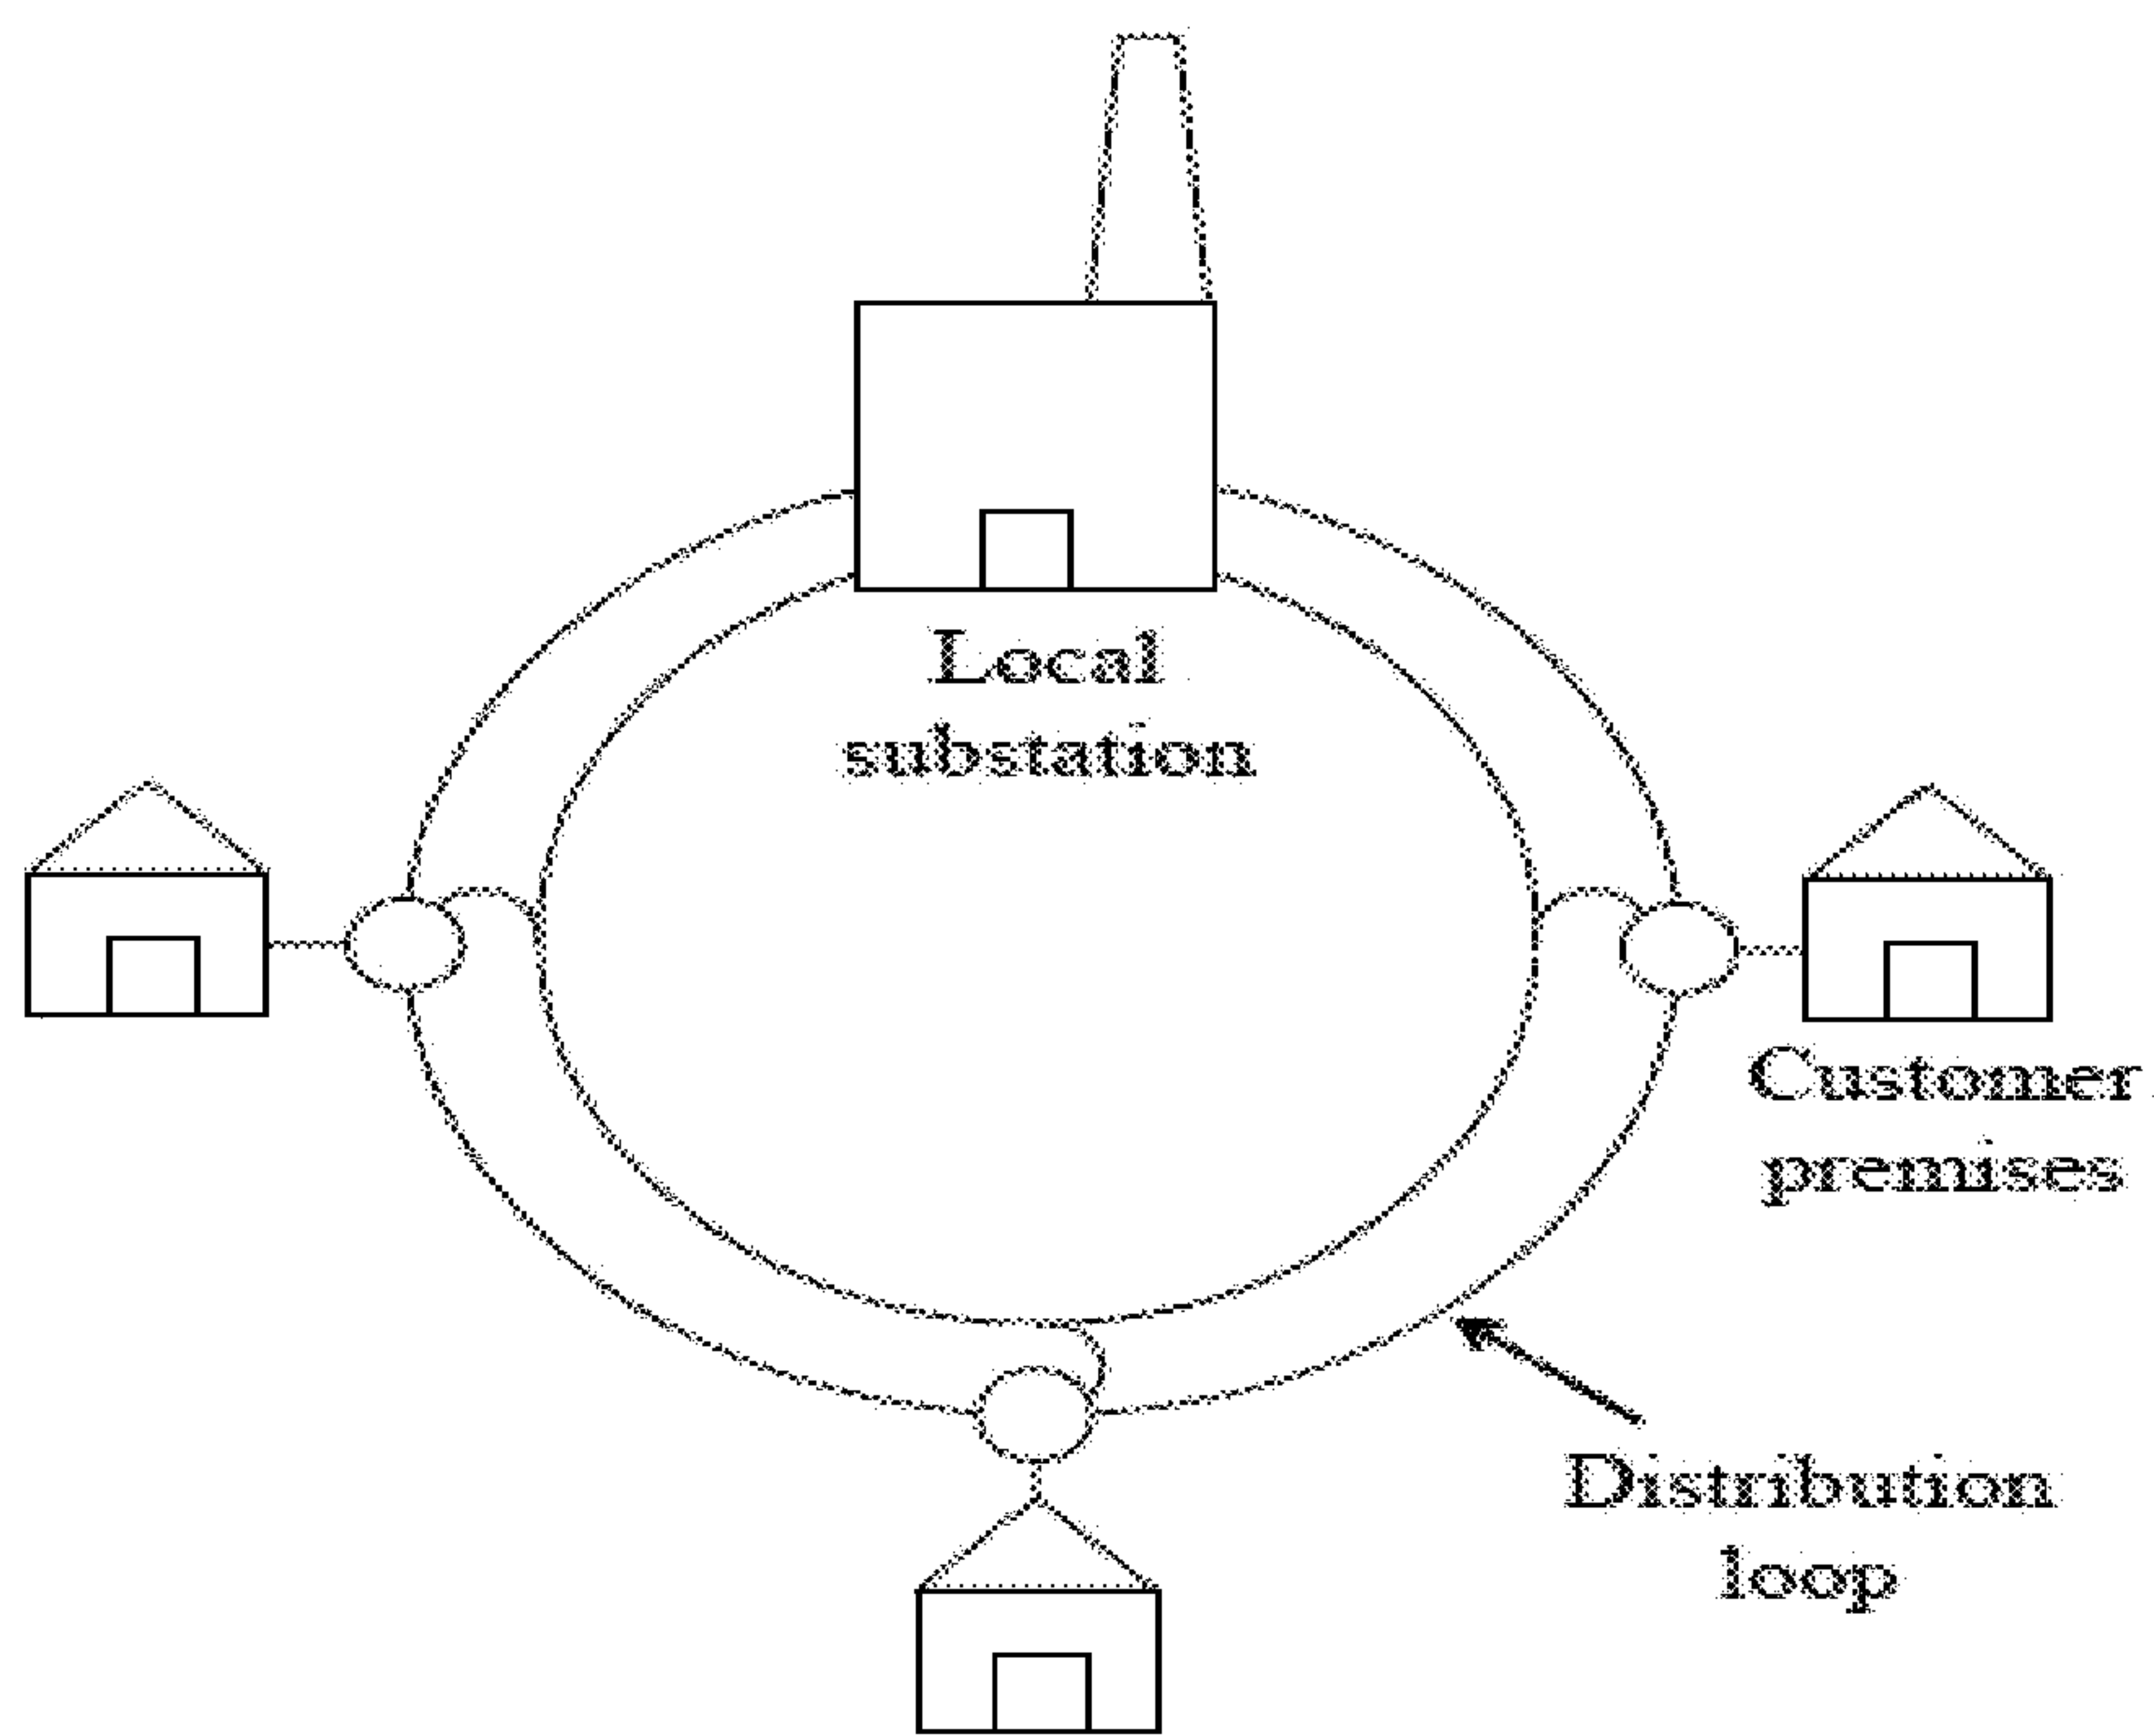 Local
substation
Customer
premises
Distribution
loop